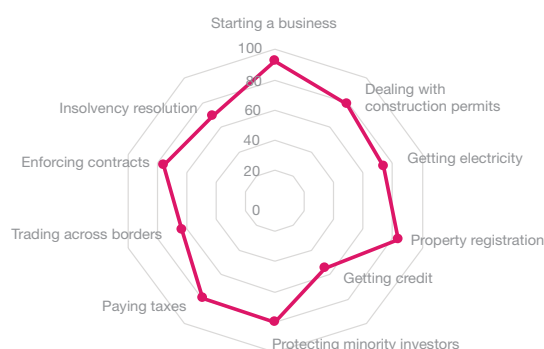 Starting a business
100
80
60
40
20
0
Dealing with
construction permits
Getting electricity
Property registration
Getting credit
Protecting minority investors
Paying taxes
Trading across borders
Enforcing contracts
Insolvency resolution